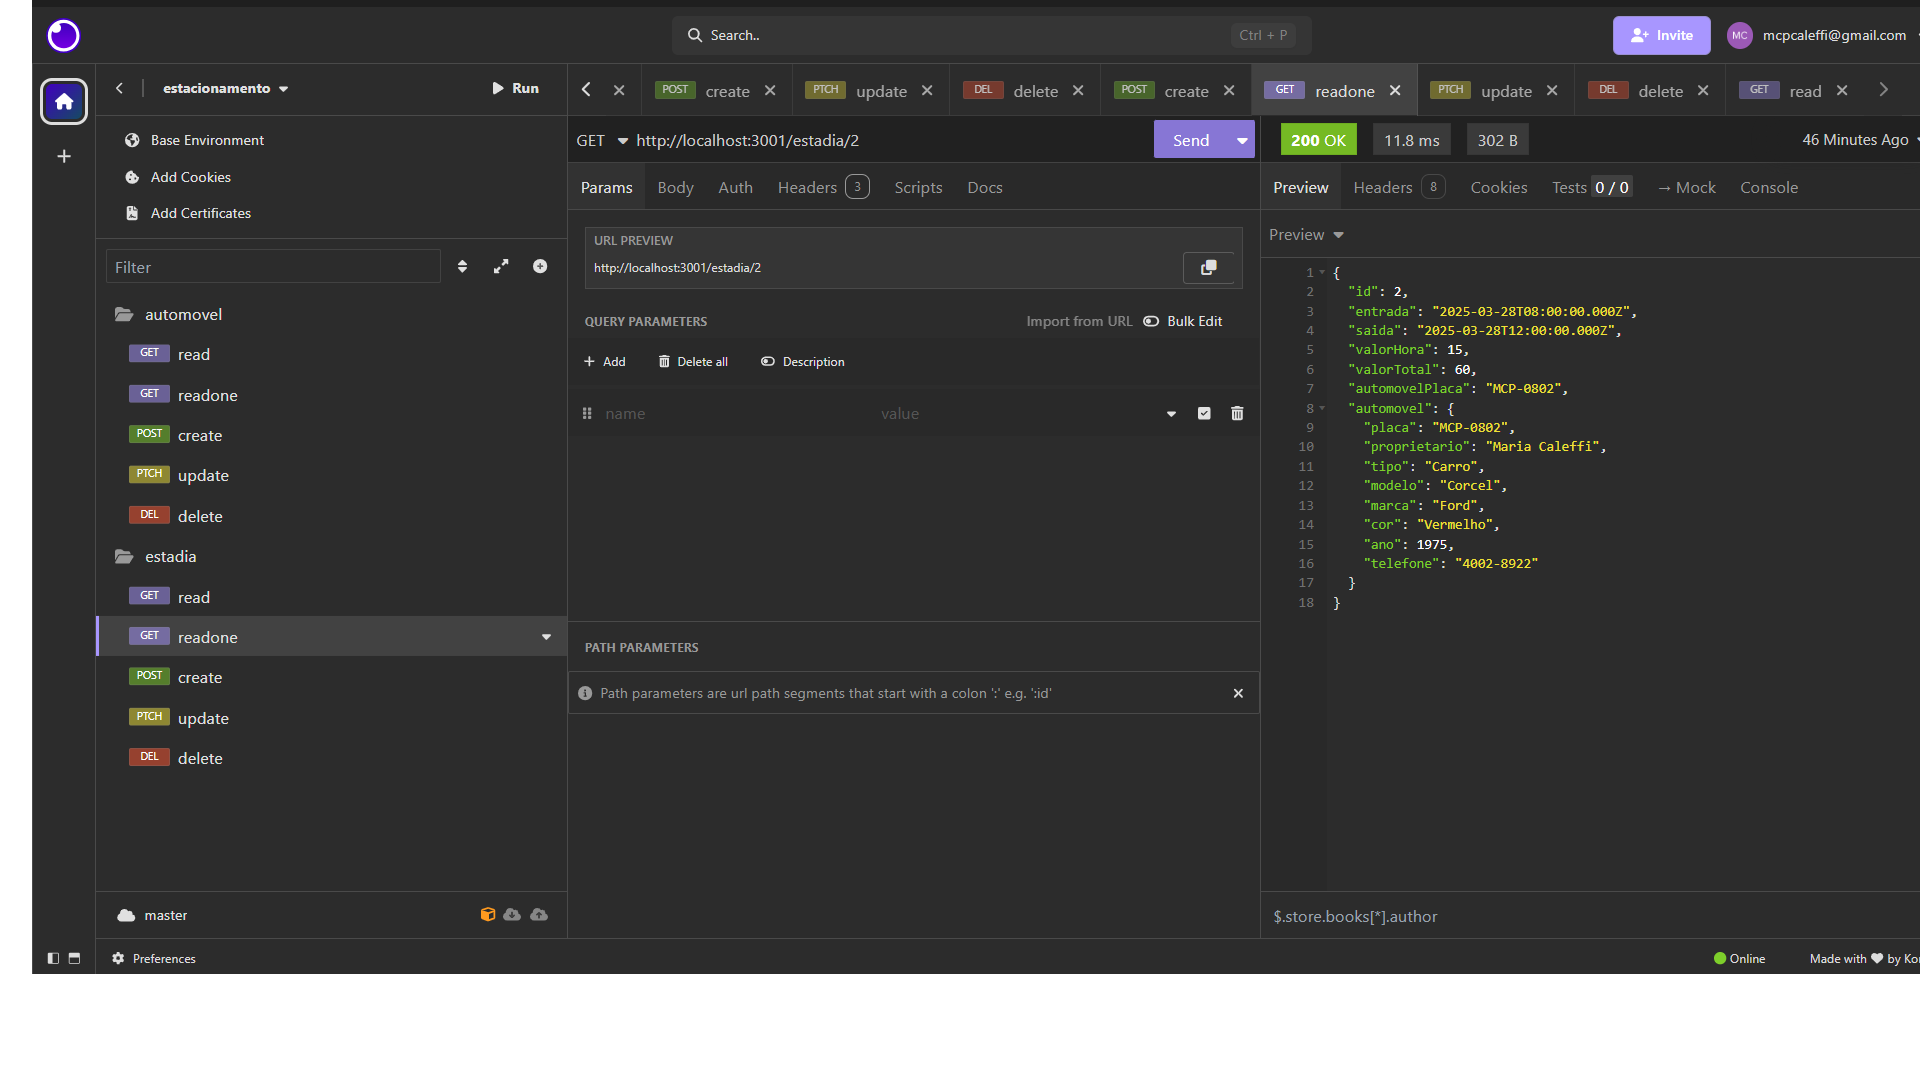 Search..
Ctrl + P
Invite
MC
mcpcaleffi@gmail.com
estacionamento
Run
POST create
PTCH update
DEL delete
POST create
GET readone
PTCH update
DEL delete
GET read
Base Environment
Add Cookies
Add Certificates
Filter
automovel
GET read
GET readone
POST create
PTCH update
DEL delete
estadia
GET read
GET readone
POST create
PTCH update
DEL delete
master
Preferences
GET http://localhost:3001/estadia/2
Send
Params Body Auth Headers 3 Scripts Docs
URL PREVIEW
http://localhost:3001/estadia/2
QUERY PARAMETERS
Import from URL Bulk Edit
Add Delete all Description
name value
PATH PARAMETERS
Path parameters are url path segments that start with a colon ':' e.g. ':id'
200 OK 11.8 ms 302 B
46 Minutes Ago
Preview Headers 8 Cookies Tests 0 / 0 → Mock Console
Preview
1 {
2 "id": 2,
3 "entrada": "2025-03-28T08:00:00.000Z",
4 "saida": "2025-03-28T12:00:00.000Z",
5 "valorHora": 15,
6 "valorTotal": 60,
7 "automovelPlaca": "MCP-0802",
8 "automovel": {
9 "placa": "MCP-0802",
10 "proprietario": "Maria Caleffi",
11 "tipo": "Carro",
12 "modelo": "Corcel",
13 "marca": "Ford",
14 "cor": "Vermelho",
15 "ano": 1975,
16 "telefone": "4002-8922"
17 }
18 }
$.store.books[*].author
Online
Made with by Kon